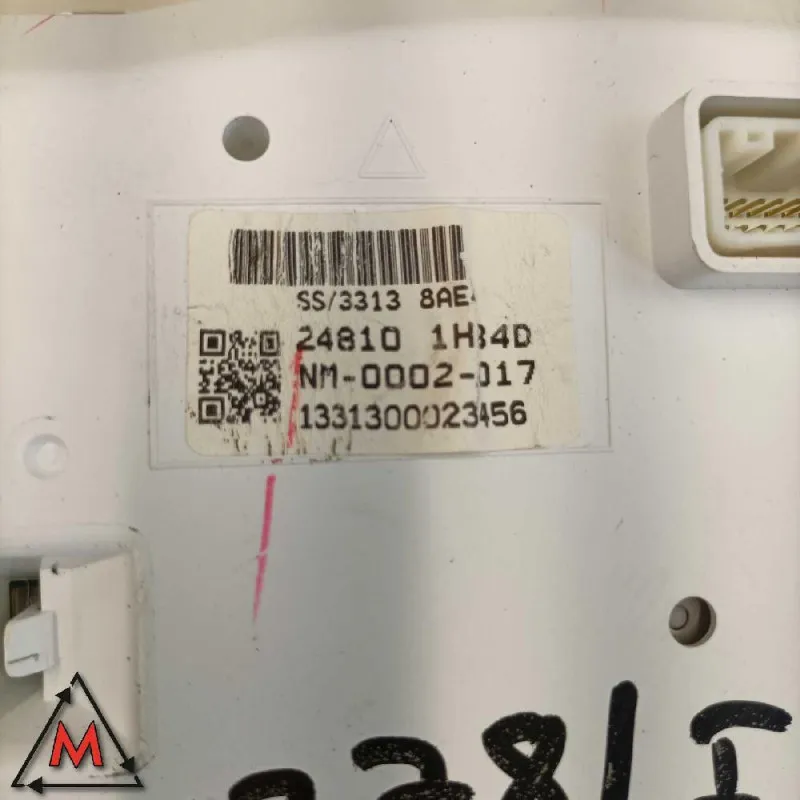 SS/3313 8AE
24810 1HB4D
NM-0002-017
1331300023456
M